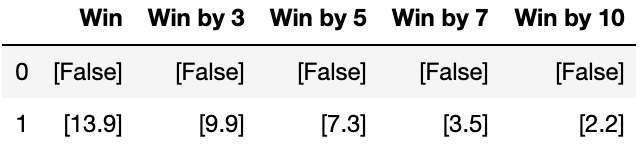 Win Win by 3 Win by 5 Win by 7 Win by 10
0 [False] [False] [False] [False] [False]
1 [13.9] [9.9] [7.3] [3.5] [2.2]